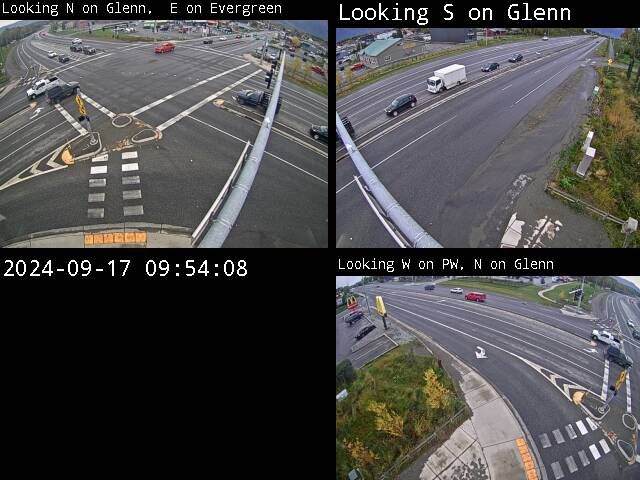 Looking N on Glenn,  E on Evergreen
Looking S on Glenn
2024-09-17 09:54:08
Looking W on PW, N on Glenn